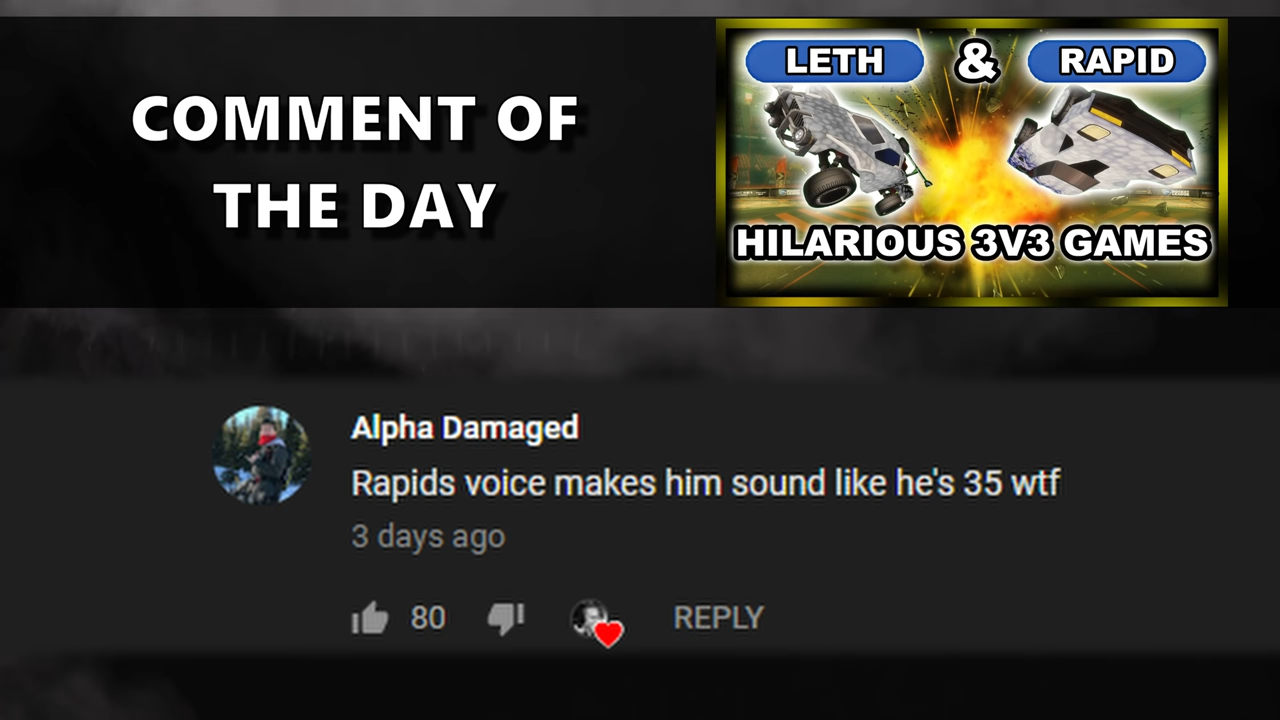 COMMENT OF
THE DAY
LETH & RAPID
HILARIOUS 3V3 GAMES
Alpha Damaged
Rapids voice makes him sound like he's 35 wtf
3 days ago
80 REPLY